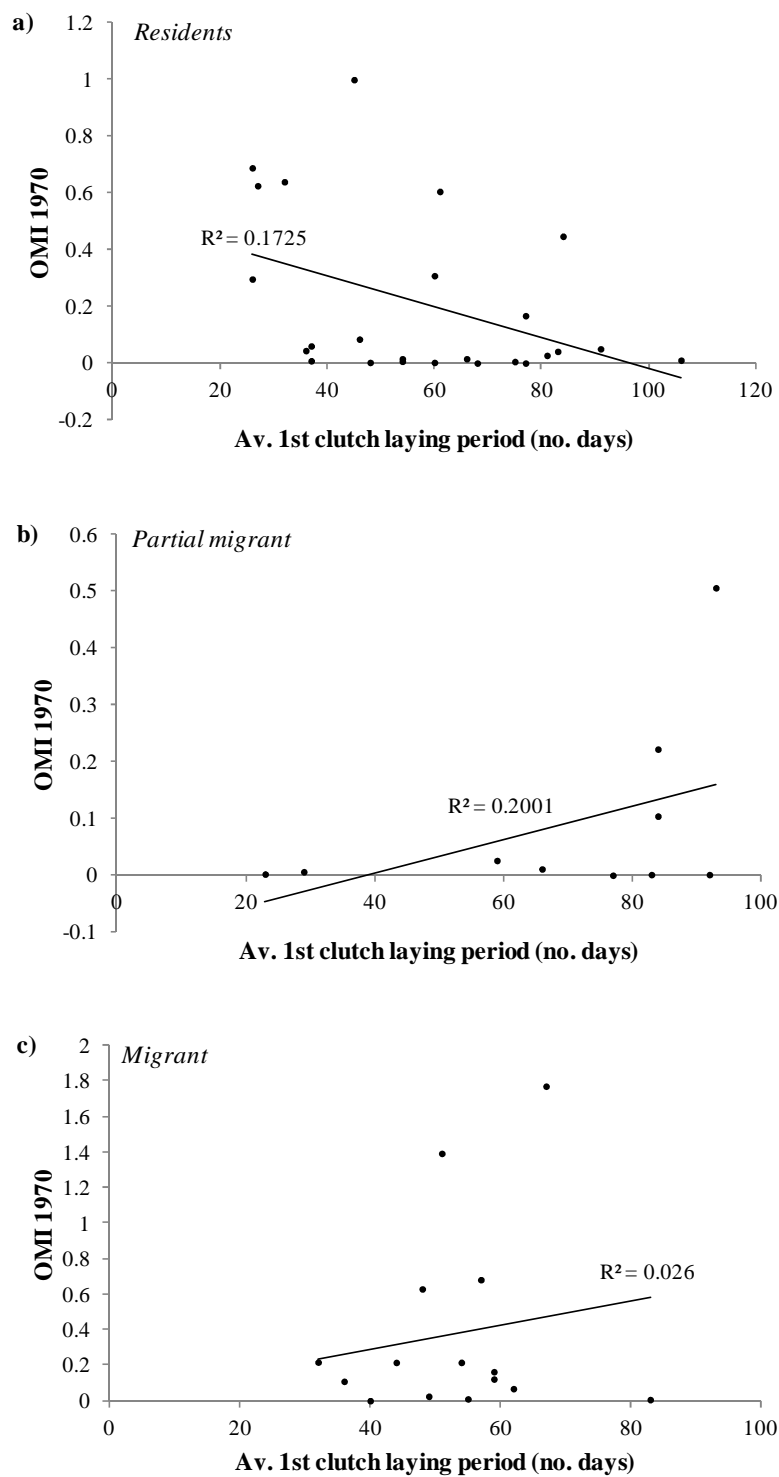 a)
Residents
1.2
1
0.8
0.6
0.4
0.2
0
-0.2
OMI 1970
R² = 0.1725
0 20 40 60 80 100 120
Av. 1st clutch laying period (no. days)
b)
Partial migrant
0.6
0.5
0.4
0.3
0.2
0.1
0
-0.1
OMI 1970
R² = 0.2001
0 20 40 60 80 100
Av. 1st clutch laying period (no. days)
c)
Migrant
2
1.8
1.6
1.4
1.2
1
0.8
0.6
0.4
0.2
0
OMI 1970
R² = 0.026
0 20 40 60 80 100
Av. 1st clutch laying period (no. days)